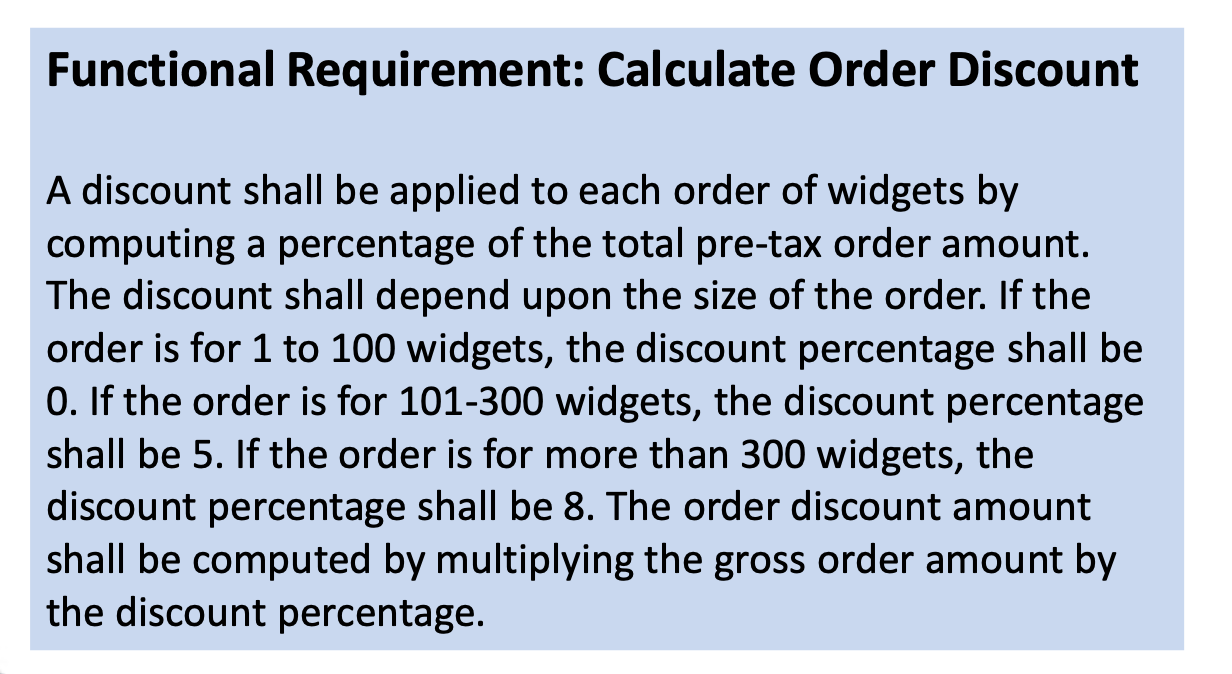 Functional Requirement: Calculate Order Discount
A discount shall be applied to each order of widgets by
computing a percentage of the total pre-tax order amount.
The discount shall depend upon the size of the order. If the
order is for 1 to 100 widgets, the discount percentage shall be
0. If the order is for 101-300 widgets, the discount percentage
shall be 5. If the order is for more than 300 widgets, the
discount percentage shall be 8. The order discount amount
shall be computed by multiplying the gross order amount by
the discount percentage.